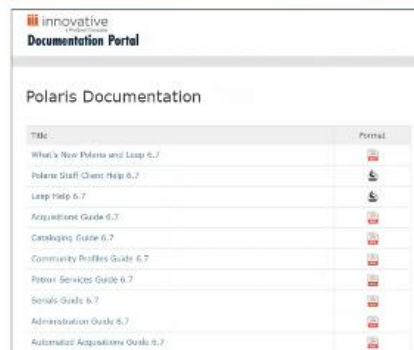 iii innovative
Documentation Portal
Polaris Documentation
Title Format
What's New Polaris and Leap 6.7
Polaris Staff Client Help 6.7
Leap Help 6.7
Acquisitions Guide 6.7
Cataloging Guide 6.7
Community Profiles Guide 6.7
Patron Services Guide 6.7
Serials Guide 6.7
Administration Guide 6.7
Automated Acquisitions Guide 6.7